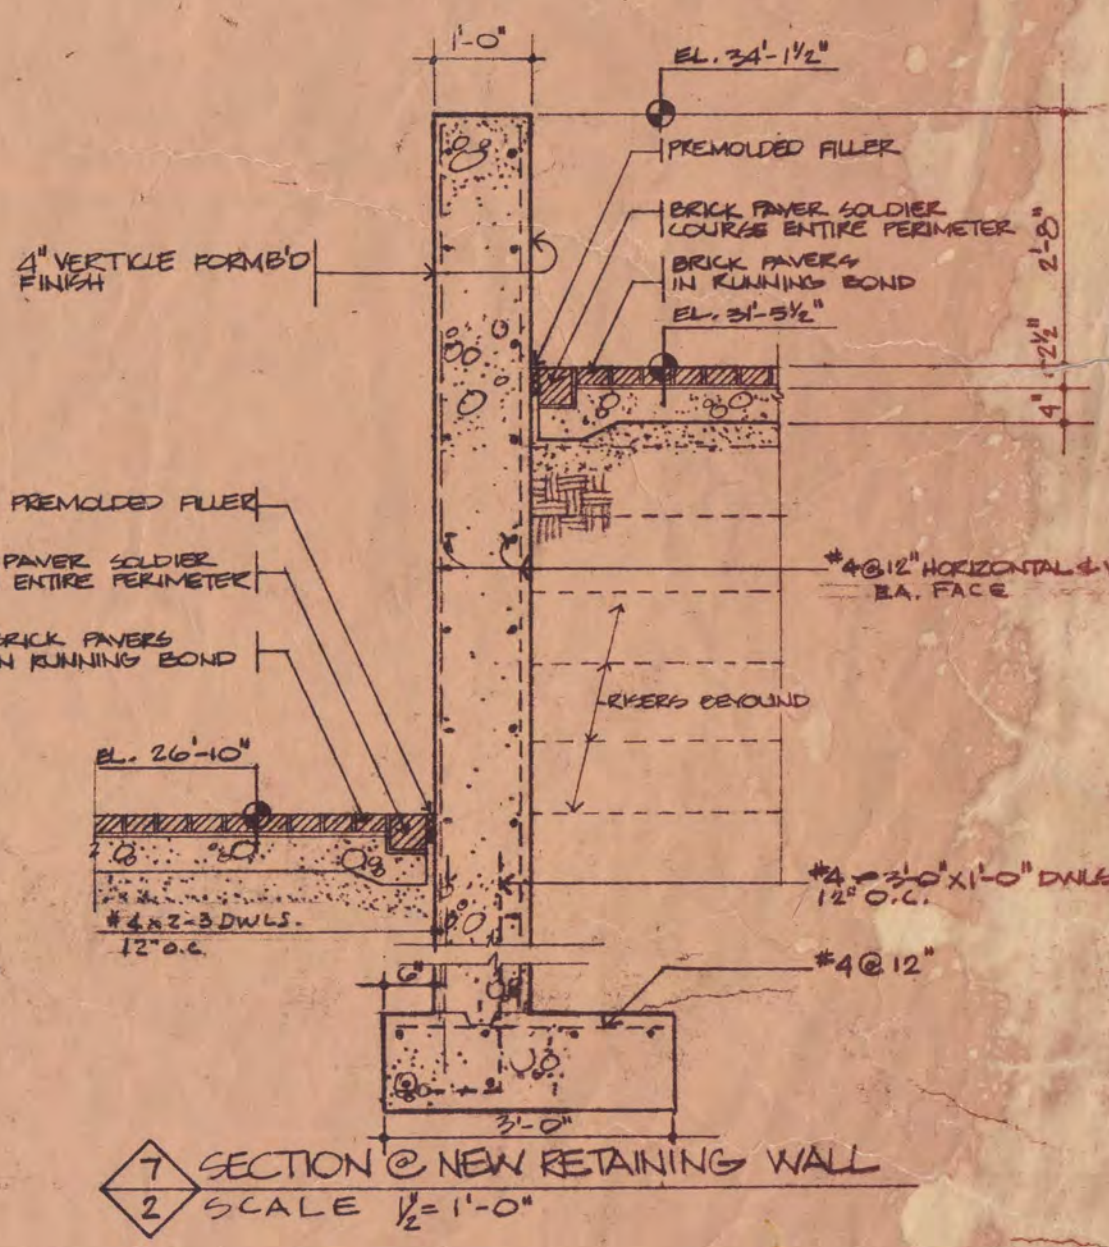 1'-0"
EL. 34'-1½"
PREMOLDED FILLER
BRICK PAVER SOLDIER
COURSE ENTIRE PERIMETER
BRICK PAVERS
IN RUNNING BOND
EL. 31'-5½"
2'-8"
2½"
4"
4" VERTICLE FORMB'D
FINISH
PREMOLDED FILLER
PAVER SOLDIER
ENTIRE PERIMETER
BRICK PAVERS
IN RUNNING BOND
#4@12" HORIZONTAL &
EA. FACE
RISERS BEYOUND
EL. 26'-10"
#4 x 2-3 DWLS.
12" O.C.
#4 - 3'-0" X 1'-0" DWLS
12" O.C.
#4 @ 12"
6"
3'-0"
7
2
SECTION @ NEW RETAINING WALL
SCALE ½" = 1'-0"